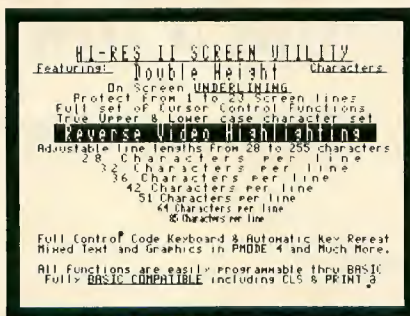 HI-RES II SCREEN UTILITY
Featuring: Double Height Characters
On Screen UNDERLINING
Protect from 1 to 23 Screen lines
Full set of Cursor Control Functions
True Upper & Lower case character set
Reverse Video Highlighting
Adjustable line lengths from 28 to 255 characters
28 Characters per line
32 Characters per line
36 Characters per line
42 Characters per line
51 Characters per line
64 Characters per line
85 Characters per line
Full Control Code Keyboard & Automatic Key Repeat
Mixed Text and Graphics in PMODE 4 and Much More.
All Functions are easily programmable thru BASIC
Fully BASIC COMPATIBLE including CLS & PRINT @